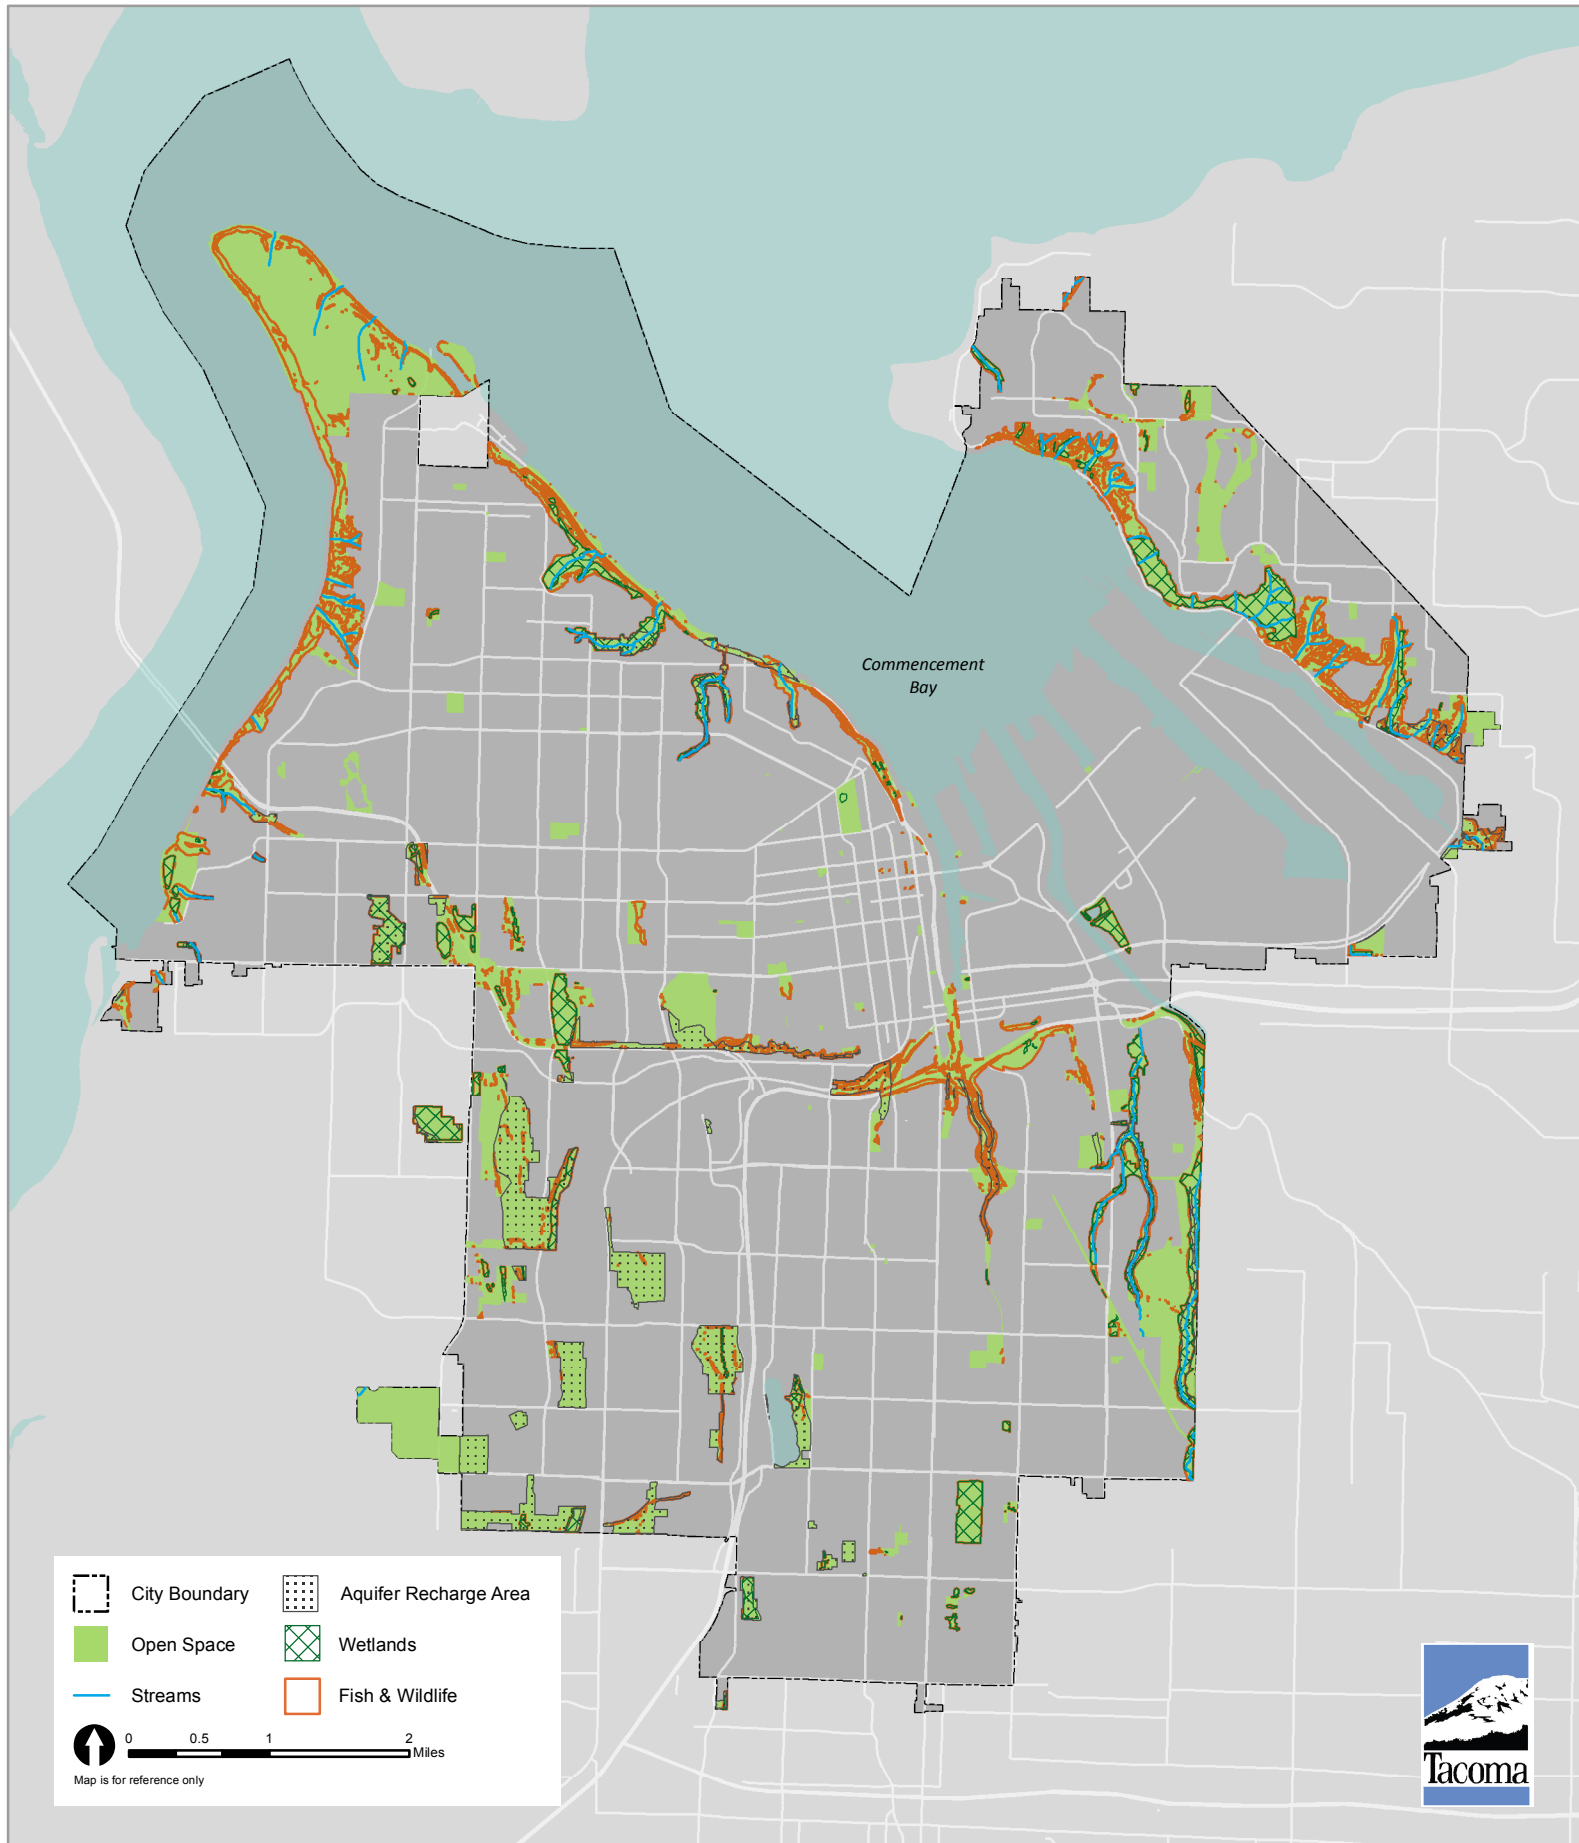 Commencement
Bay
City Boundary
Aquifer Recharge Area
Open Space
Wetlands
Streams
Fish & Wildlife
0 0.5 1 2
Miles
Map is for reference only
Tacoma